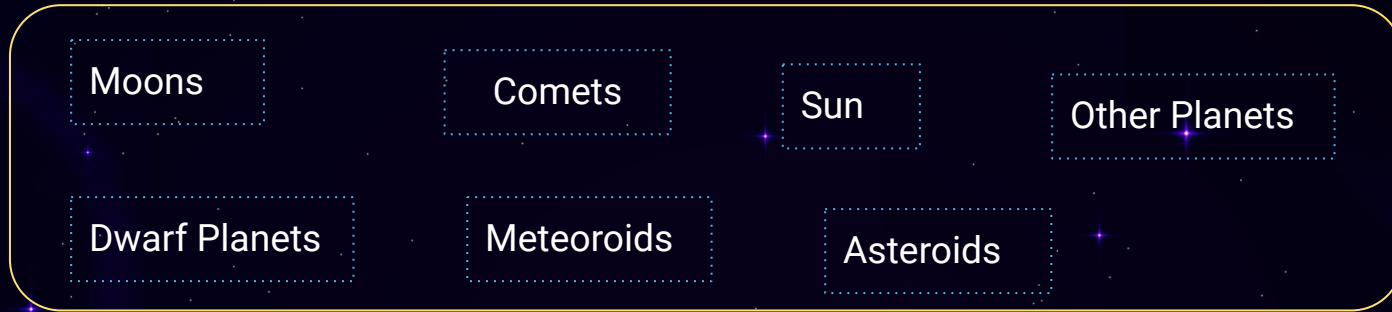 Moons
Comets
Sun
Other Planets
Dwarf Planets
Meteoroids
Asteroids